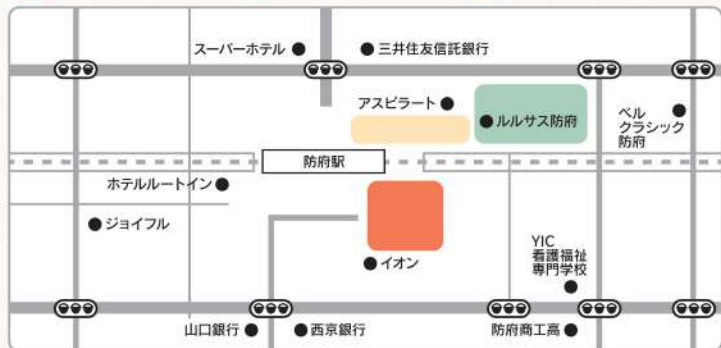 スーパーホテル
三井住友信託銀行
アスピラート
ルルサス防府
ベル
クラシック
防府
防府駅
ホテルルートイン
ジョイフル
イオン
YIC
看護福祉
専門学校
山口銀行
西京銀行
防府商工高